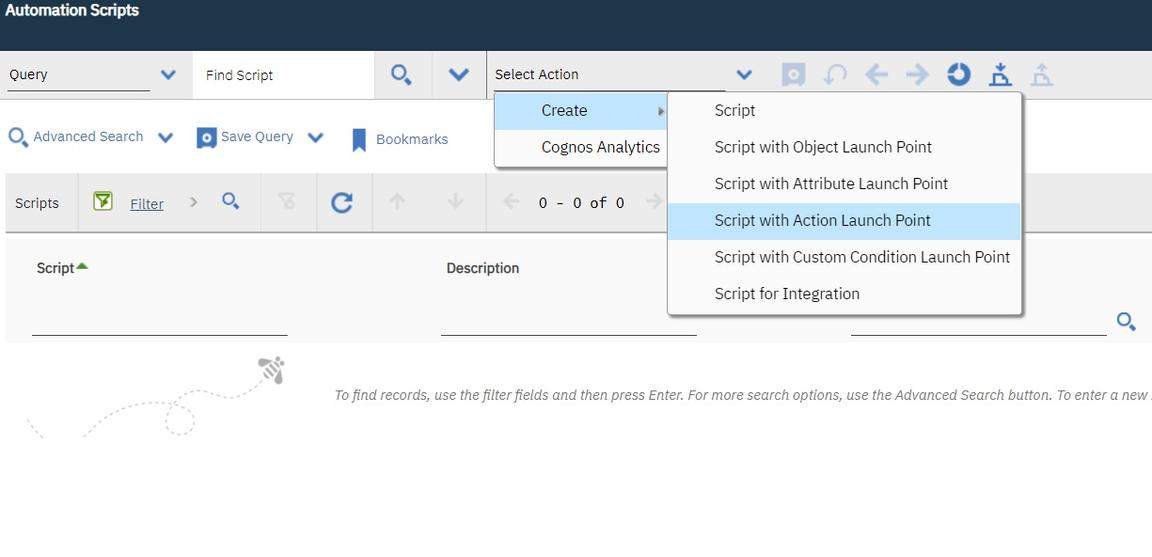 Automation Scripts
Query
Find Script
Select Action
Create
Script
Cognos Analytics
Script with Object Launch Point
Script with Attribute Launch Point
Script with Action Launch Point
Script with Custom Condition Launch Point
Script for Integration
Advanced Search
Save Query
Bookmarks
Scripts
Filter
0 - 0 of 0
Script
Description
To find records, use the filter fields and then press Enter. For more search options, use the Advanced Search button. To enter a new